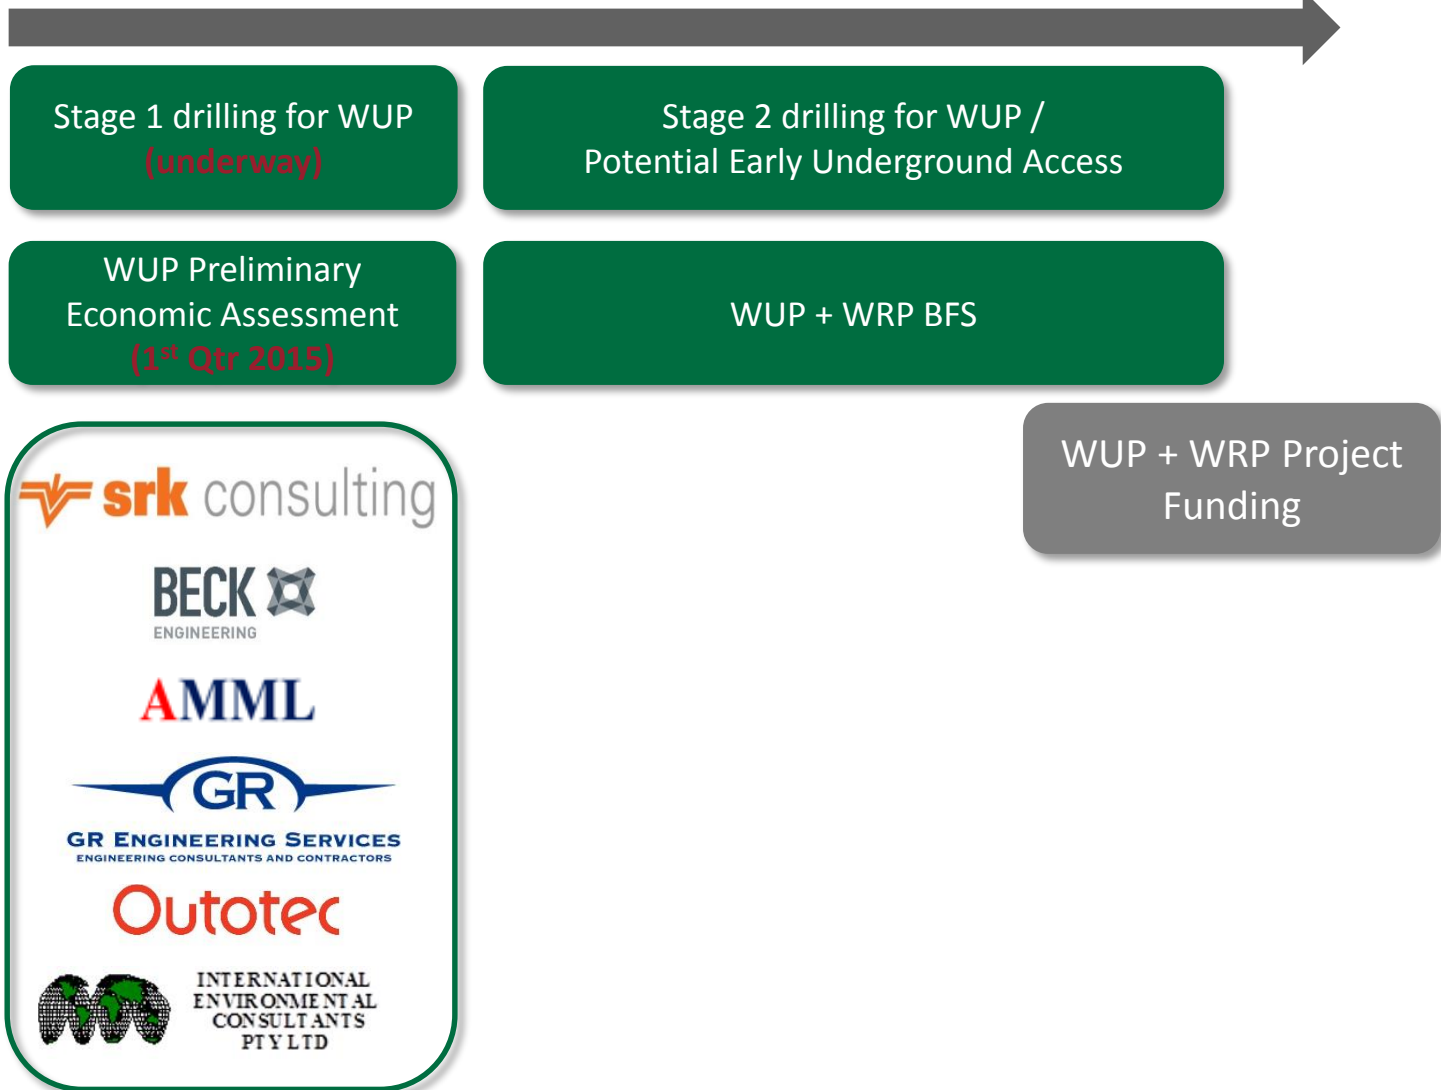 Stage 1 drilling for WUP
(underway)
Stage 2 drilling for WUP /
Potential Early Underground Access
WUP Preliminary
Economic Assessment
(1st Qtr 2015)
WUP + WRP BFS
WUP + WRP Project
Funding
srk consulting
BECK
ENGINEERING
AMML
GR
GR ENGINEERING SERVICES
ENGINEERING CONSULTANTS AND CONTRACTORS
Outotec
INTERNATIONAL
ENVIRONMENTAL
CONSULTANTS
PTY LTD